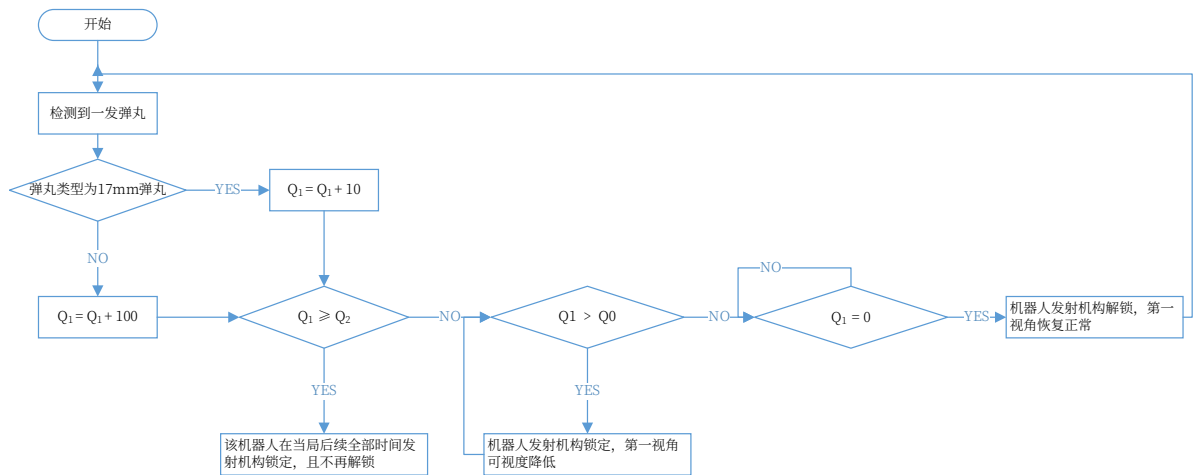 开始
检测到一发弹丸
弹丸类型为17mm弹丸
YES
Q₁ = Q₁ + 10
NO
Q₁ = Q₁ + 100
Q₁ ≥ Q₂
NO
Q1 > Q0
NO
NO
Q₁ = 0
YES
机器人发射机构解锁，第一
视角恢复正常
YES
该机器人在当局后续全部时间发
射机构锁定，且不再解锁
YES
机器人发射机构锁定，第一视角
可视度降低